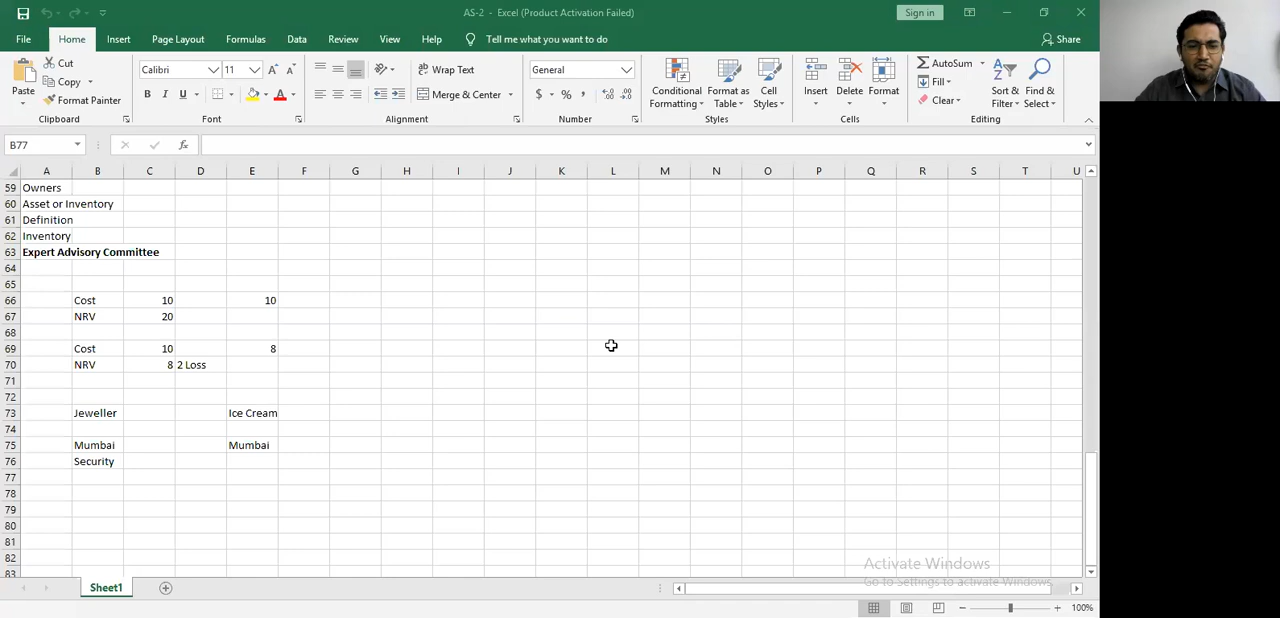 AS-2 - Excel (Product Activation Failed)
Sign in
File Home Insert Page Layout Formulas Data Review View Help Tell me what you want to do Share
Paste Cut Copy Format Painter Clipboard
Calibri 11 A A B I U A Font
Wrap Text Merge & Center Alignment
General $ % , Number
Conditional Formatting Format as Table Cell Styles Styles
Insert Delete Format Cells
AutoSum Fill Clear Sort & Filter Find & Select Editing
B77 fx
A B C D E F G H I J K L M N O P Q R S T U
59 Owners
60 Asset or Inventory
61 Definition
62 Inventory
63 Expert Advisory Committee
64
65
66 Cost 10 10
67 NRV 20
68
69 Cost 10 8
70 NRV 8 2 Loss
71
72
73 Jeweller Ice Cream
74
75 Mumbai Mumbai
76 Security
77
78
79
80
81
82
83
Activate Windows
Go to Settings to activate Windows.
Sheet1
100%